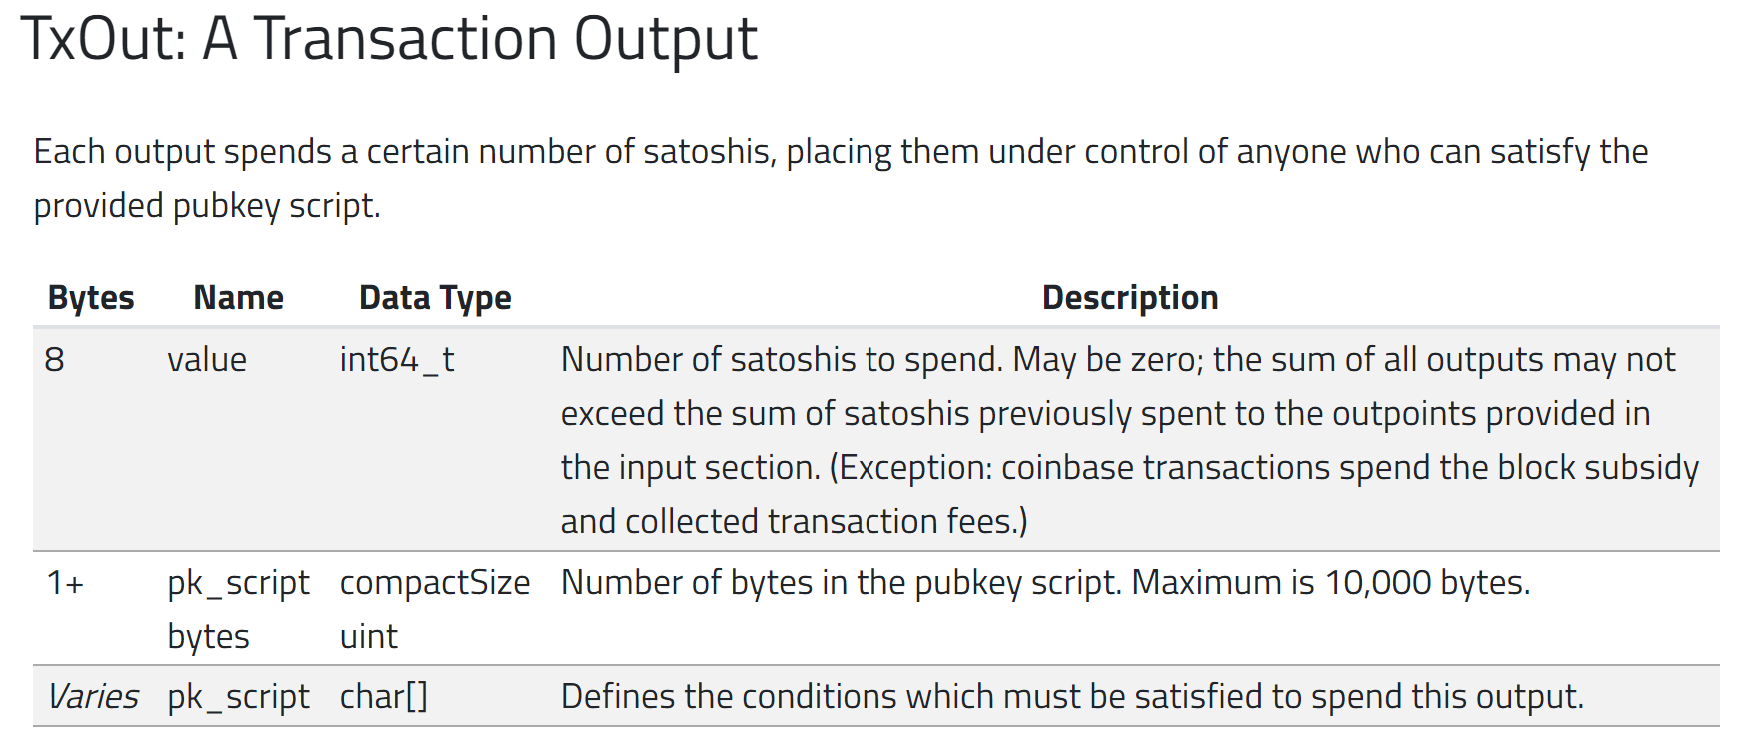 TxOut: A Transaction Output
Each output spends a certain number of satoshis, placing them under control of anyone who can satisfy the
provided pubkey script.
Bytes Name Data Type Description
8 value int64_t Number of satoshis to spend. May be zero; the sum of all outputs may not
exceed the sum of satoshis previously spent to the outpoints provided in
the input section. (Exception: coinbase transactions spend the block subsidy
and collected transaction fees.)
1+ pk_script compactSize Number of bytes in the pubkey script. Maximum is 10,000 bytes.
bytes uint
Varies pk_script char[] Defines the conditions which must be satisfied to spend this output.